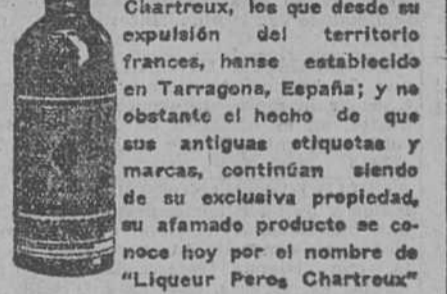 Chartreux, los que desde su
expulsión del territorio
frances, hanse establecido
en Tarragona, España; y no
obstante el hecho de que
sus antiguas etiquetas y
marcas, continúan siendo
de su exclusiva propiedad,
su afamado producto se co-
noce hoy por el nombre de
"Liqueur Peres Chartreux"